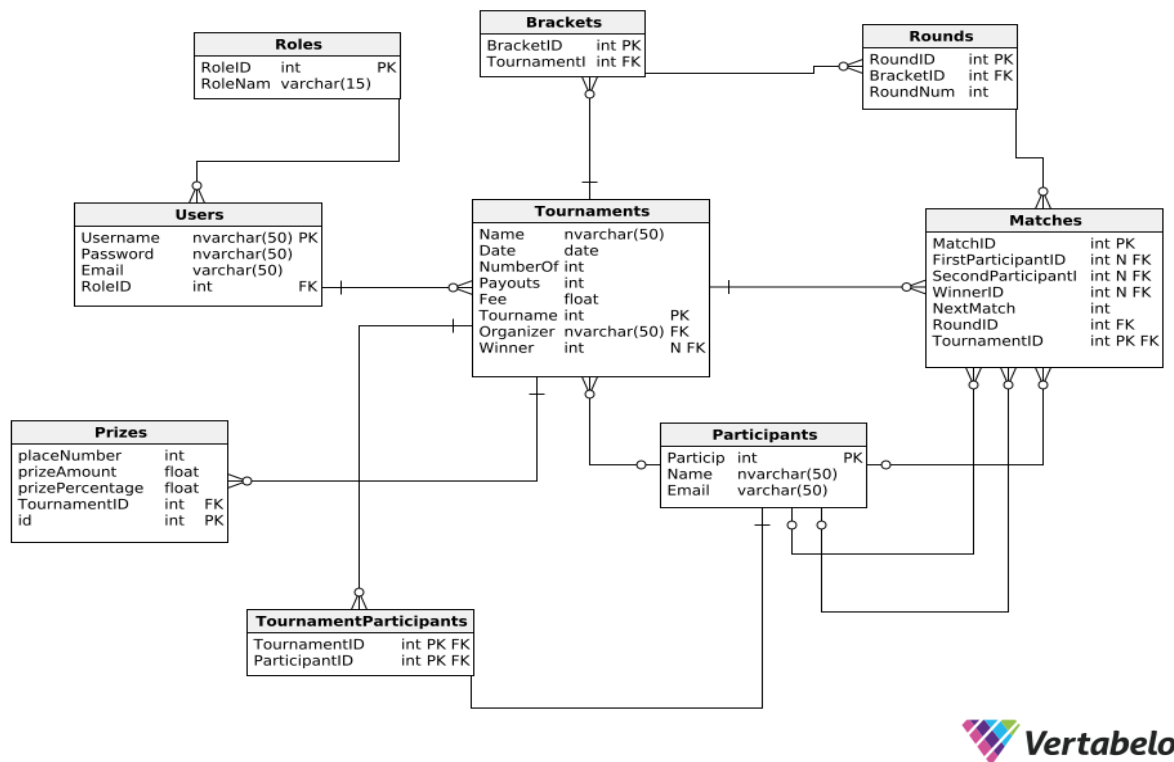 Roles
RoleID int PK
RoleNam varchar(15)
Brackets
BracketID int PK
TournamentI int FK
Rounds
RoundID int PK
BracketID int FK
RoundNum int
Users
Username nvarchar(50) PK
Password nvarchar(50)
Email varchar(50)
RoleID int FK
Tournaments
Name nvarchar(50)
Date date
NumberOf int
Payouts int
Fee float
Tourname int PK
Organizer nvarchar(50) FK
Winner int N FK
Matches
MatchID int PK
FirstParticipantID int N FK
SecondParticipantI int N FK
WinnerID int N FK
NextMatch int
RoundID int FK
TournamentID int PK FK
Prizes
placeNumber int
prizeAmount float
prizePercentage float
TournamentID int FK
id int PK
Participants
Particip int PK
Name nvarchar(50)
Email varchar(50)
TournamentParticipants
TournamentID int PK FK
ParticipantID int PK FK
Vertabelo